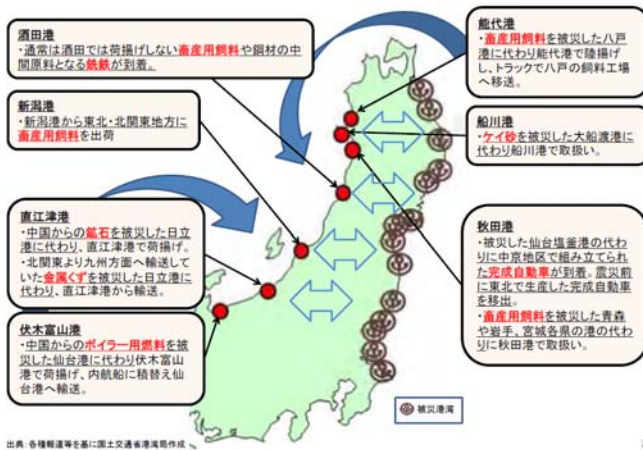 酒田港
・通常は酒田では荷揚げしない畜産用飼料や鋼材の中
間原料となる銑鉄が到着。
新潟港
・新潟港から東北・北関東地方に
畜産用飼料を出荷
直江津港
・中国からの鉱石を被災した日立
港に代わり、直江津港で荷揚げ。
・北関東より九州方面へ輸送して
いた金属くずを被災した日立港に
代わり、直江津港から輸送。
伏木富山港
・中国からのボイラー用燃料を
被災した仙台港に代わり伏木富山
港で荷揚げ、内航船に積替え仙
台港へ輸送。
能代港
・畜産用飼料を被災した八戸
港に代わり能代港で陸揚げ
し、トラックで八戸の飼料工場
へ移送。
船川港
・ケイ砂を被災した大船渡港に
代わり船川港で取扱い。
秋田港
・被災した仙台塩釜港の代わ
りに中京地区で組み立てられ
た完成自動車が到着。震災前
に東北で生産した完成自動車
を移出。
・畜産用飼料を被災した青森
や岩手、宮城各県の港の代わ
りに秋田港で取扱い。
被災港湾
出典：各種報道等を基に国土交通省港湾局作成